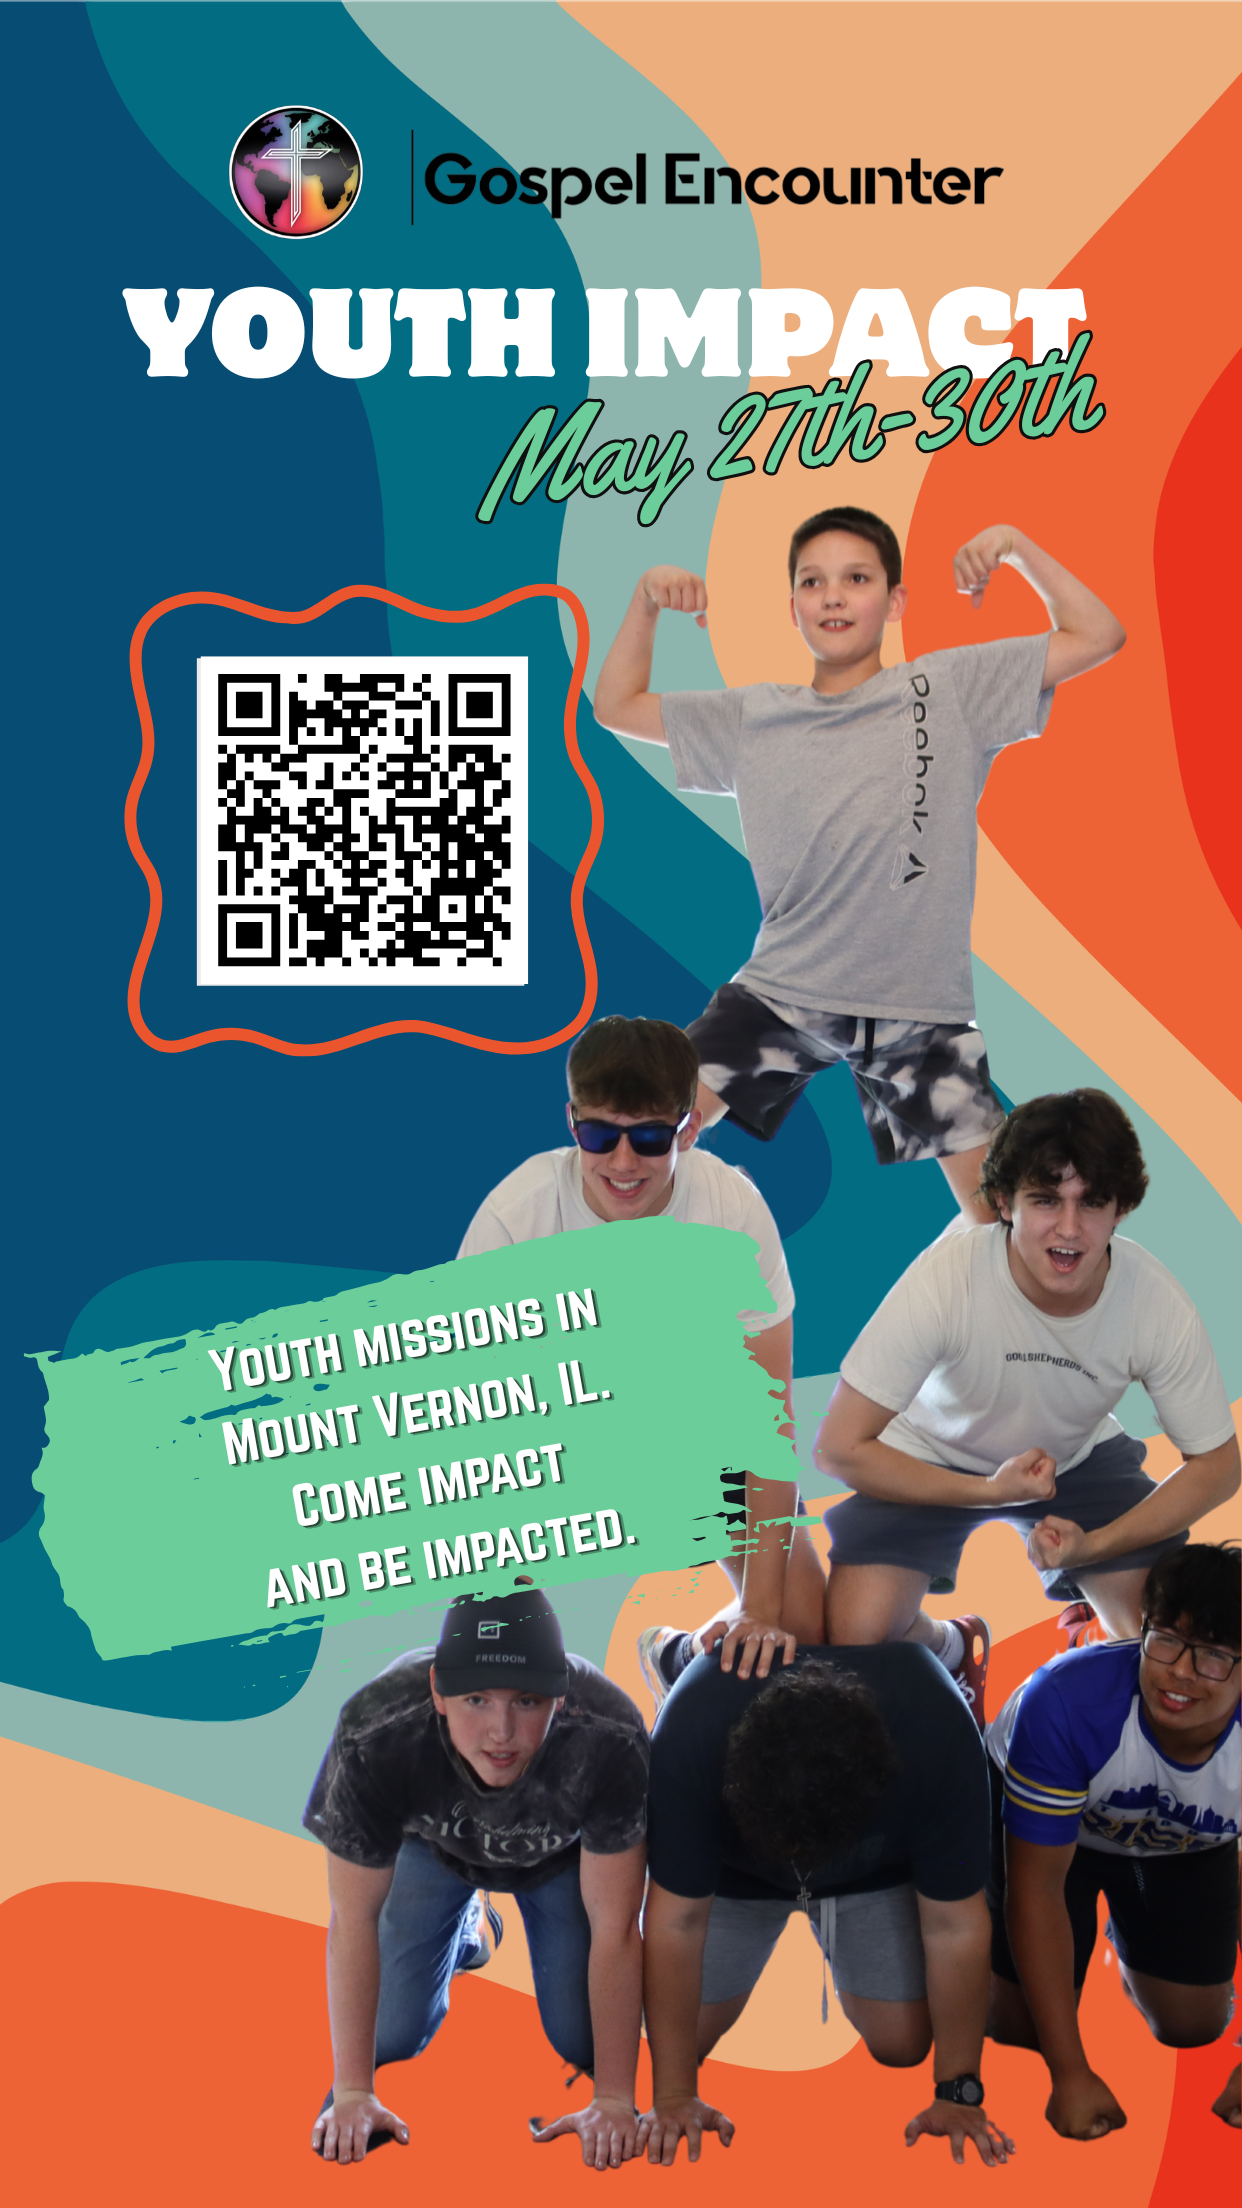 Gospel Encounter
YOUTH IMPACT
May 27th-30th
Reebok
YOUTH MISSIONS IN
MOUNT VERNON, IL.
COME IMPACT
AND BE IMPACTED.
FREEDOM